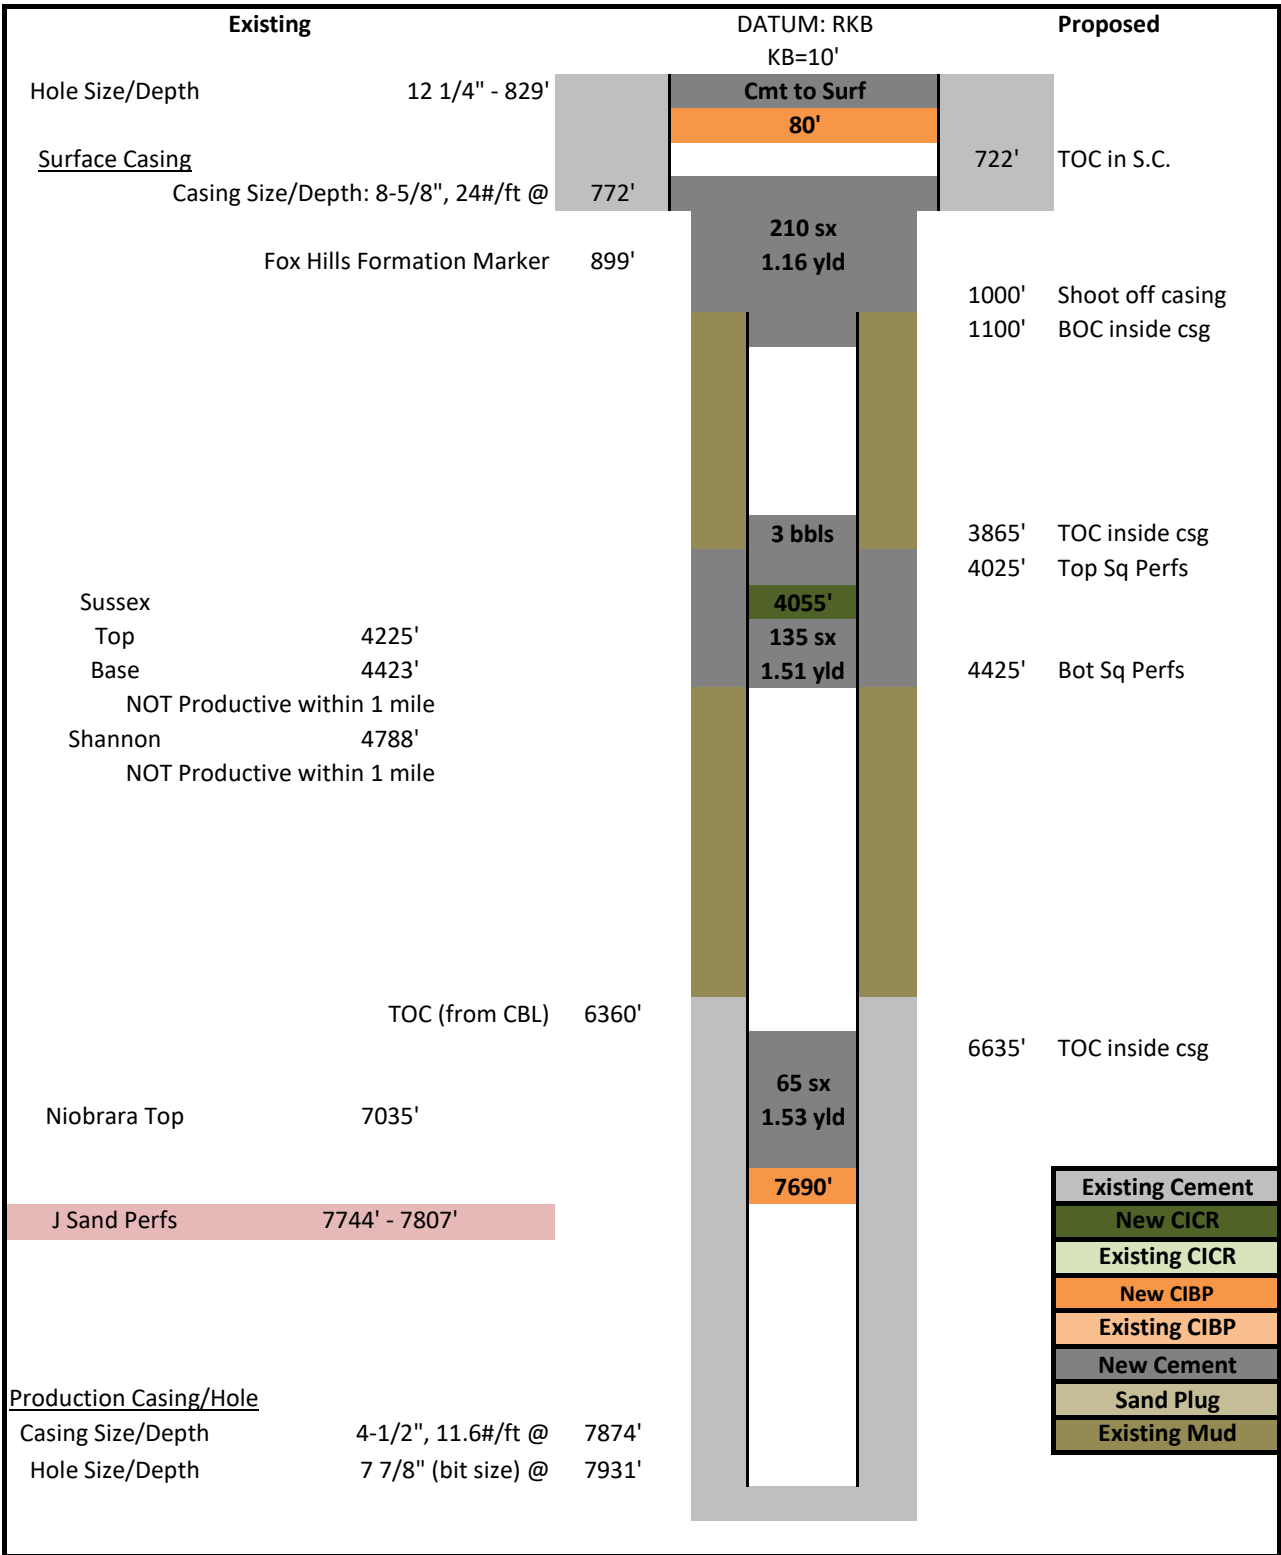 Existing DATUM: RKB Proposed
KB=10'
Hole Size/Depth 12 1/4" - 829' Cmt to Surf
80'
Surface Casing 722' TOC in S.C.
Casing Size/Depth: 8-5/8", 24#/ft @ 772'
210 sx
Fox Hills Formation Marker 899' 1.16 yld
1000' Shoot off casing
1100' BOC inside csg
3 bbls 3865' TOC inside csg
4025' Top Sq Perfs
Sussex 4055'
Top 4225' 135 sx
Base 4423' 1.51 yld 4425' Bot Sq Perfs
NOT Productive within 1 mile
Shannon 4788'
NOT Productive within 1 mile
TOC (from CBL) 6360'
6635' TOC inside csg
65 sx
Niobrara Top 7035' 1.53 yld
7690' Existing Cement
J Sand Perfs 7744' - 7807' New CICR
Existing CICR
New CIBP
Existing CIBP
New Cement
Production Casing/Hole Sand Plug
Casing Size/Depth 4-1/2", 11.6#/ft @ 7874' Existing Mud
Hole Size/Depth 7 7/8" (bit size) @ 7931'